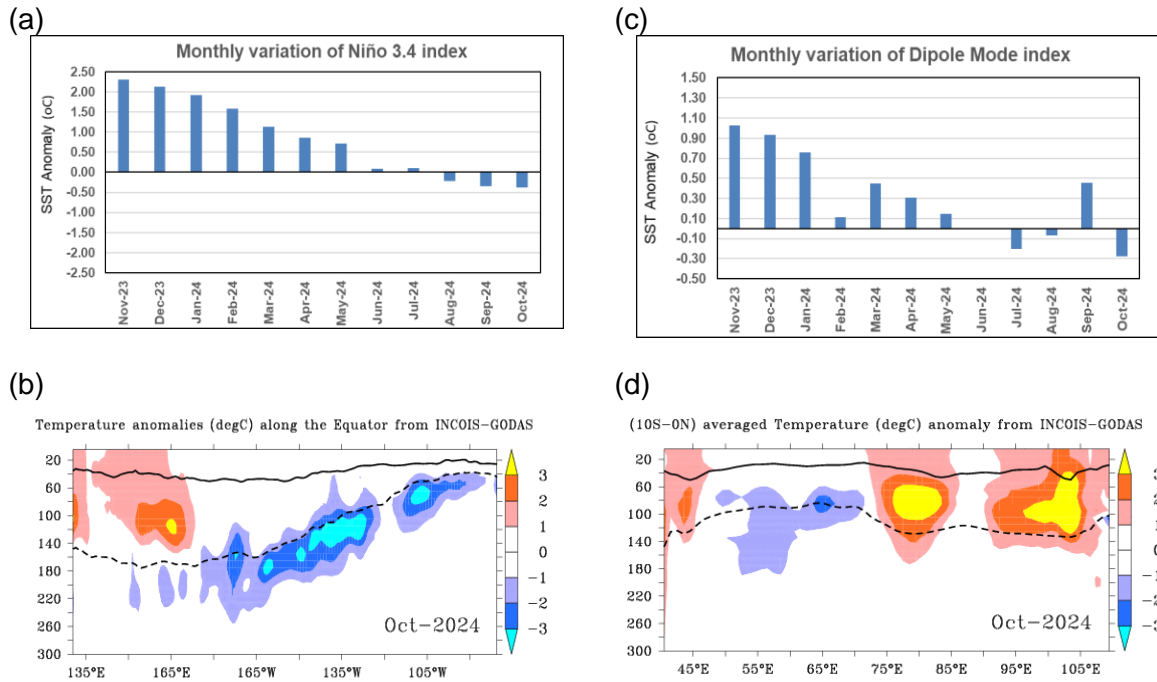 (a)
Monthly variation of Niño 3.4 index
SST Anomaly (oC)
2.50
2.00
1.50
1.00
0.50
0.00
-0.50
-1.00
-1.50
-2.00
-2.50
Nov-23
Dec-23
Jan-24
Feb-24
Mar-24
Apr-24
May-24
Jun-24
Jul-24
Aug-24
Sep-24
Oct-24
(c)
Monthly variation of Dipole Mode index
SST Anomaly (oC)
1.50
1.30
1.10
0.90
0.70
0.50
0.30
0.10
-0.10
-0.30
-0.50
Nov-23
Dec-23
Jan-24
Feb-24
Mar-24
Apr-24
May-24
Jun-24
Jul-24
Aug-24
Sep-24
Oct-24
(b)
Temperature anomalies (degC) along the Equator from INCOIS-GODAS
20
60
100
140
180
220
260
300
135°E
165°E
165°W
135°W
105°W
Oct-2024
3
2
1
0
-1
-2
-3
(d)
(10S-0N) averaged Temperature (degC) anomaly from INCOIS-GODAS
20
60
100
140
180
220
260
300
45°E
55°E
65°E
75°E
85°E
95°E
105°E
Oct-2024
3
2
1
0
-1
-2
-3